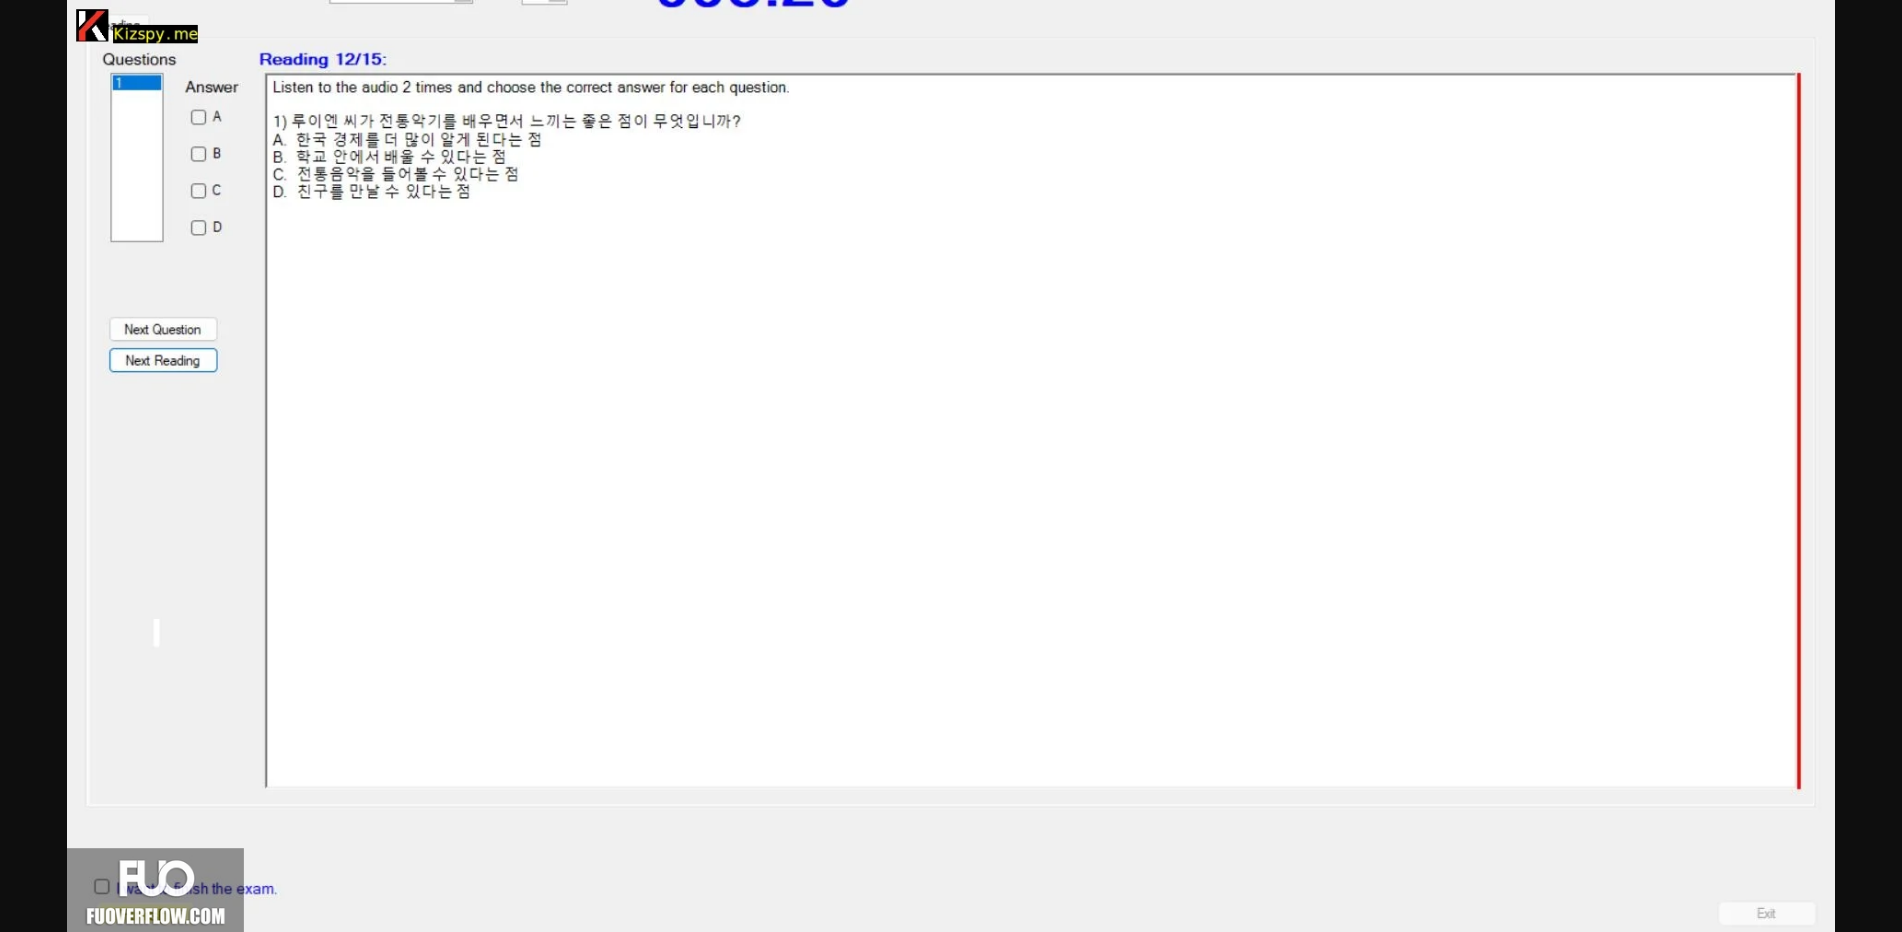 Kizspy.me
Questions
Reading 12/15:
1
Answer
Listen to the audio 2 times and choose the correct answer for each question.
A
1) 루이엔 씨가 전통악기를 배우면서 느끼는 좋은 점이 무엇입니까?
A. 한국 경제를 더 많이 알게 된다는 점
B
B. 학교 안에서 배울 수 있다는 점
C. 전통음악을 들어볼 수 있다는 점
C
D. 친구를 만날 수 있다는 점
D
Next Question
Next Reading
FUO
I want finish the exam.
FUOVERFLOW.COM
Exit